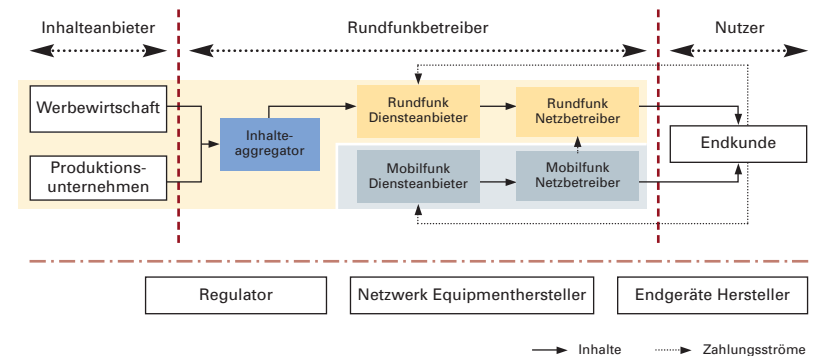 Inhalteanbieter
Rundfunkbetreiber
Nutzer
Werbewirtschaft
Produktions-
unternehmen
Inhalte-
aggregator
Rundfunk
Diensteanbieter
Rundfunk
Netzbetreiber
Mobilfunk
Diensteanbieter
Mobilfunk
Netzbetreiber
Endkunde
Regulator
Netzwerk Equipmenthersteller
Endgeräte Hersteller
Inhalte
Zahlungsströme